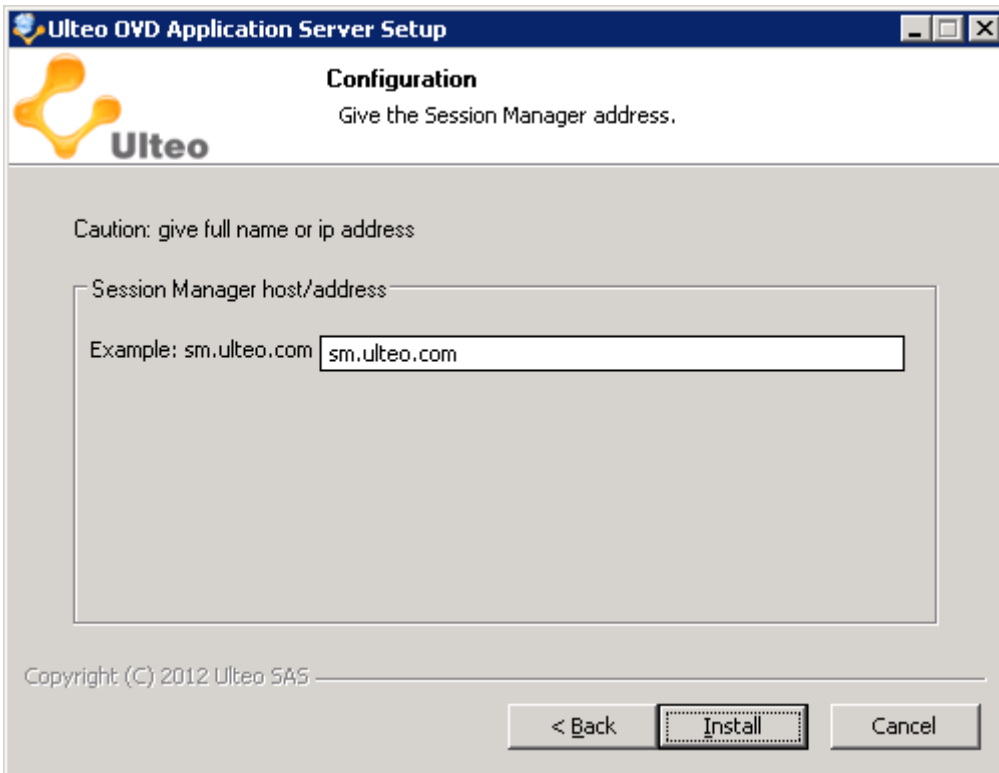 Ulteo OVD Application Server Setup
Configuration
Give the Session Manager address.
Ulteo
Caution: give full name or ip address
Session Manager host/address
Example: sm.ulteo.com sm.ulteo.com
Copyright (C) 2012 Ulteo SAS
< Back Install Cancel